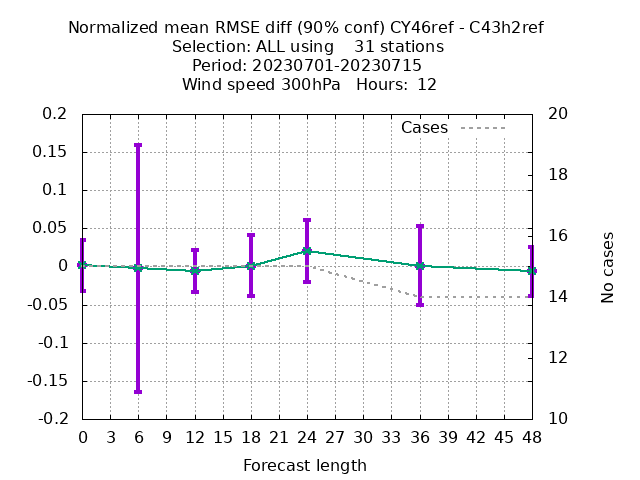 Normalized mean RMSE diff (90% conf) CY46ref - C43h2ref
Selection: ALL using    31 stations
Period: 20230701-20230715
Wind speed 300hPa   Hours:  12
Cases
0.2
0.15
0.1
0.05
0
-0.05
-0.1
-0.15
-0.2
20
18
16
14
12
10
No cases
0 3 6 9 12 15 18 21 24 27 30 33 36 39 42 45 48
Forecast length